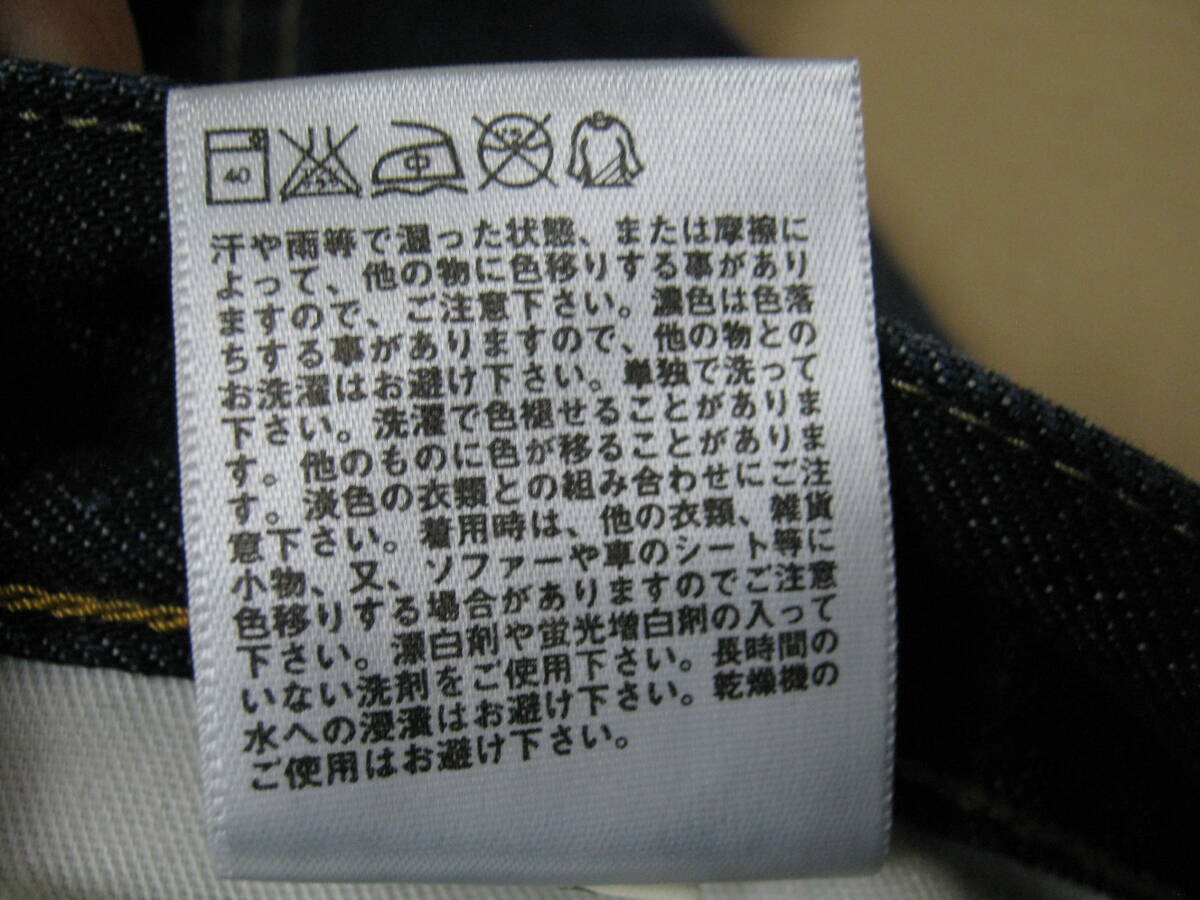 40
汗や雨等で湿った状態、または摩擦に
よって、他の物に色移りする事があり
ますので、ご注意下さい。濃色は色落
ちする事がありますので、他の物との
お洗濯はお避け下さい。単独で洗って
下さい。洗濯で色褪せることがありま
す。他のものに色が移ることがありま
す。淡色の衣類との組み合わせにご注
意下さい。着用時は、他の衣類、雑貨
小物、又、ソファーや車のシート等に
色移りする場合がありますのでご注意
下さい。漂白剤や蛍光増白剤の入って
いない洗剤をご使用下さい。長時間の
水への浸漬はお避け下さい。乾燥機の
ご使用はお避け下さい。